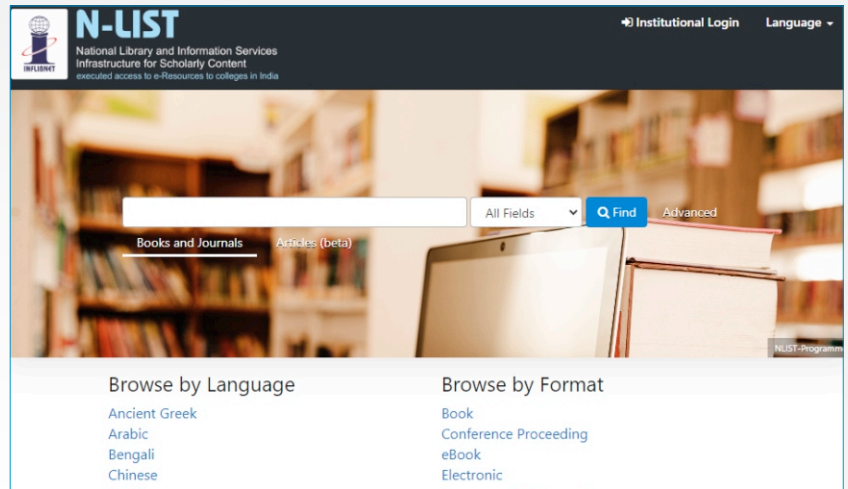 N-LIST
National Library and Information Services
Infrastructure for Scholarly Content
executed access to e-Resources to colleges in India
INFLIBNET
Institutional Login
Language
All Fields
Find
Advanced
Books and Journals
Articles (beta)
NLIST-Programm
Browse by Language
Ancient Greek
Arabic
Bengali
Chinese
Browse by Format
Book
Conference Proceeding
eBook
Electronic